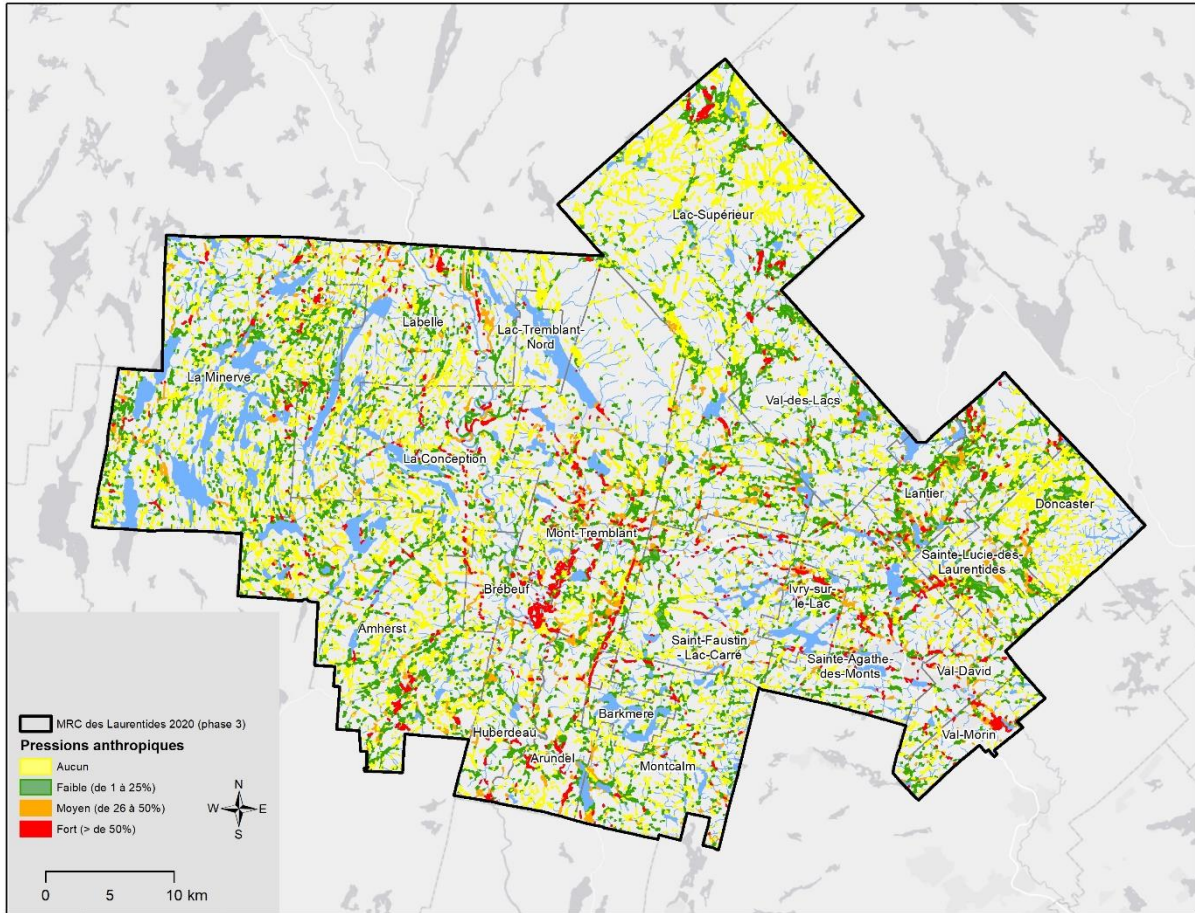 Lac-Supérieur
Labelle
Lac-Tremblant-
Nord
La Minerve
Val-des-Lacs
La Conception
Lantier
Doncaster
Mont-Tremblant
Sainte-Lucie-des-
Laurentides
Brébeuf
Ivry-sur-
le-Lac
Amherst
Saint-Faustin
- Lac-Carré
Sainte-Agathe-
des-Monts
Val-David
Barkmere
Huberdeau
Val-Morin
Arundel
Montcalm
MRC des Laurentides 2020 (phase 3)
Pressions anthropiques
Aucun
Faible (de 1 à 25%)
Moyen (de 26 à 50%)
Fort (> de 50%)
N
W E
S
0 5 10 km